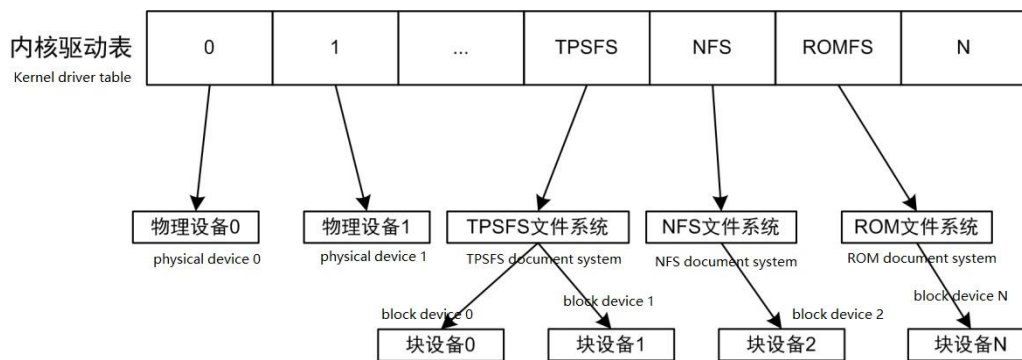 内核驱动表
0
1
...
TPSFS
NFS
ROMFS
N
Kernel driver table
物理设备0
物理设备1
TPSFS文件系统
NFS文件系统
ROM文件系统
physical device 0
physical device 1
TPSFS document system
NFS document system
ROM document system
block device 0
block device 1
block device 2
block device N
块设备0
块设备1
块设备2
块设备N